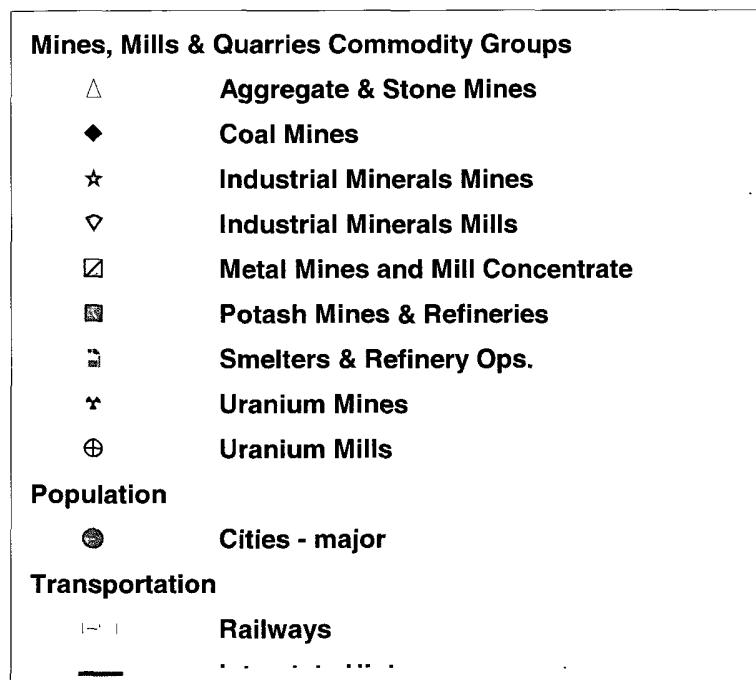 Mines, Mills & Quarries Commodity Groups
Aggregate & Stone Mines
Coal Mines
Industrial Minerals Mines
Industrial Minerals Mills
Metal Mines and Mill Concentrate
Potash Mines & Refineries
Smelters & Refinery Ops.
Uranium Mines
Uranium Mills
Population
Cities - major
Transportation
Railways